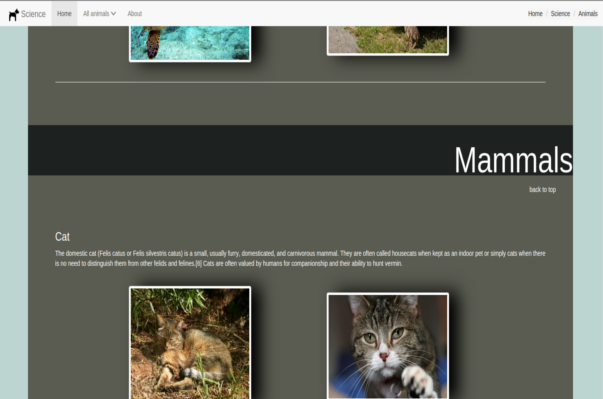 Science Home All animals About Home / Science / Animals
Mammals
back to top
Cat
The domestic cat (Felis catus or Felis silvestris catus) is a small, usually furry, domesticated, and carnivorous mammal. They are often called housecats when kept as an indoor pet or simply cats when there
is no need to distinguish them from other felids and felines.[6] Cats are often valued by humans for companionship and their ability to hunt vermin.